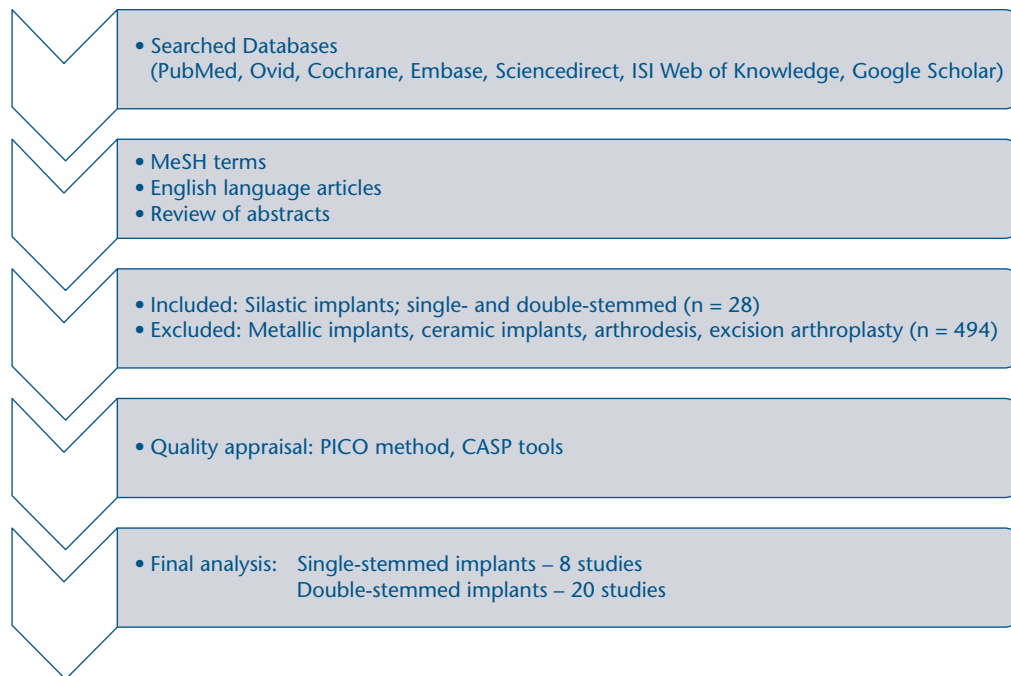 • Searched Databases
(PubMed, Ovid, Cochrane, Embase, Sciencedirect, ISI Web of Knowledge, Google Scholar)
• MeSH terms
• English language articles
• Review of abstracts
• Included: Silastic implants; single- and double-stemmed (n = 28)
• Excluded: Metallic implants, ceramic implants, arthrodesis, excision arthroplasty (n = 494)
• Quality appraisal: PICO method, CASP tools
• Final analysis: Single-stemmed implants – 8 studies
Double-stemmed implants – 20 studies